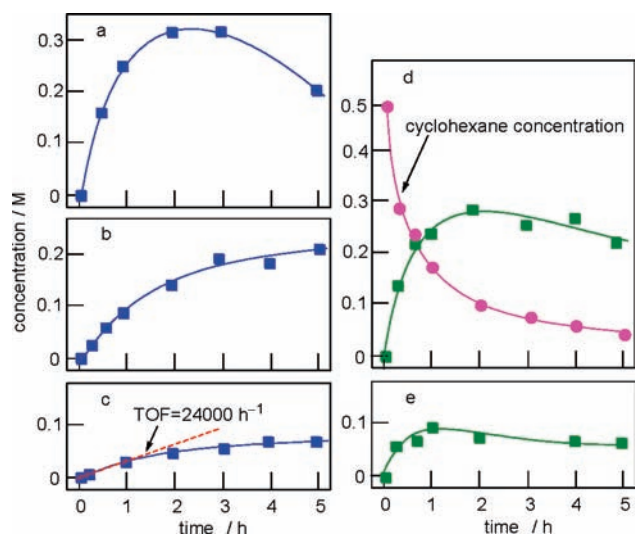 a
0.3
0.2
0.1
0
b
0.2
0.1
0
c
TOF=24000 h⁻¹
0.1
0
0 1 2 3 4 5
time / h
concentration / M
d
cyclohexane concentration
0.5
0.4
0.3
0.2
0.1
0
e
0.1
0
0 1 2 3 4 5
time / h